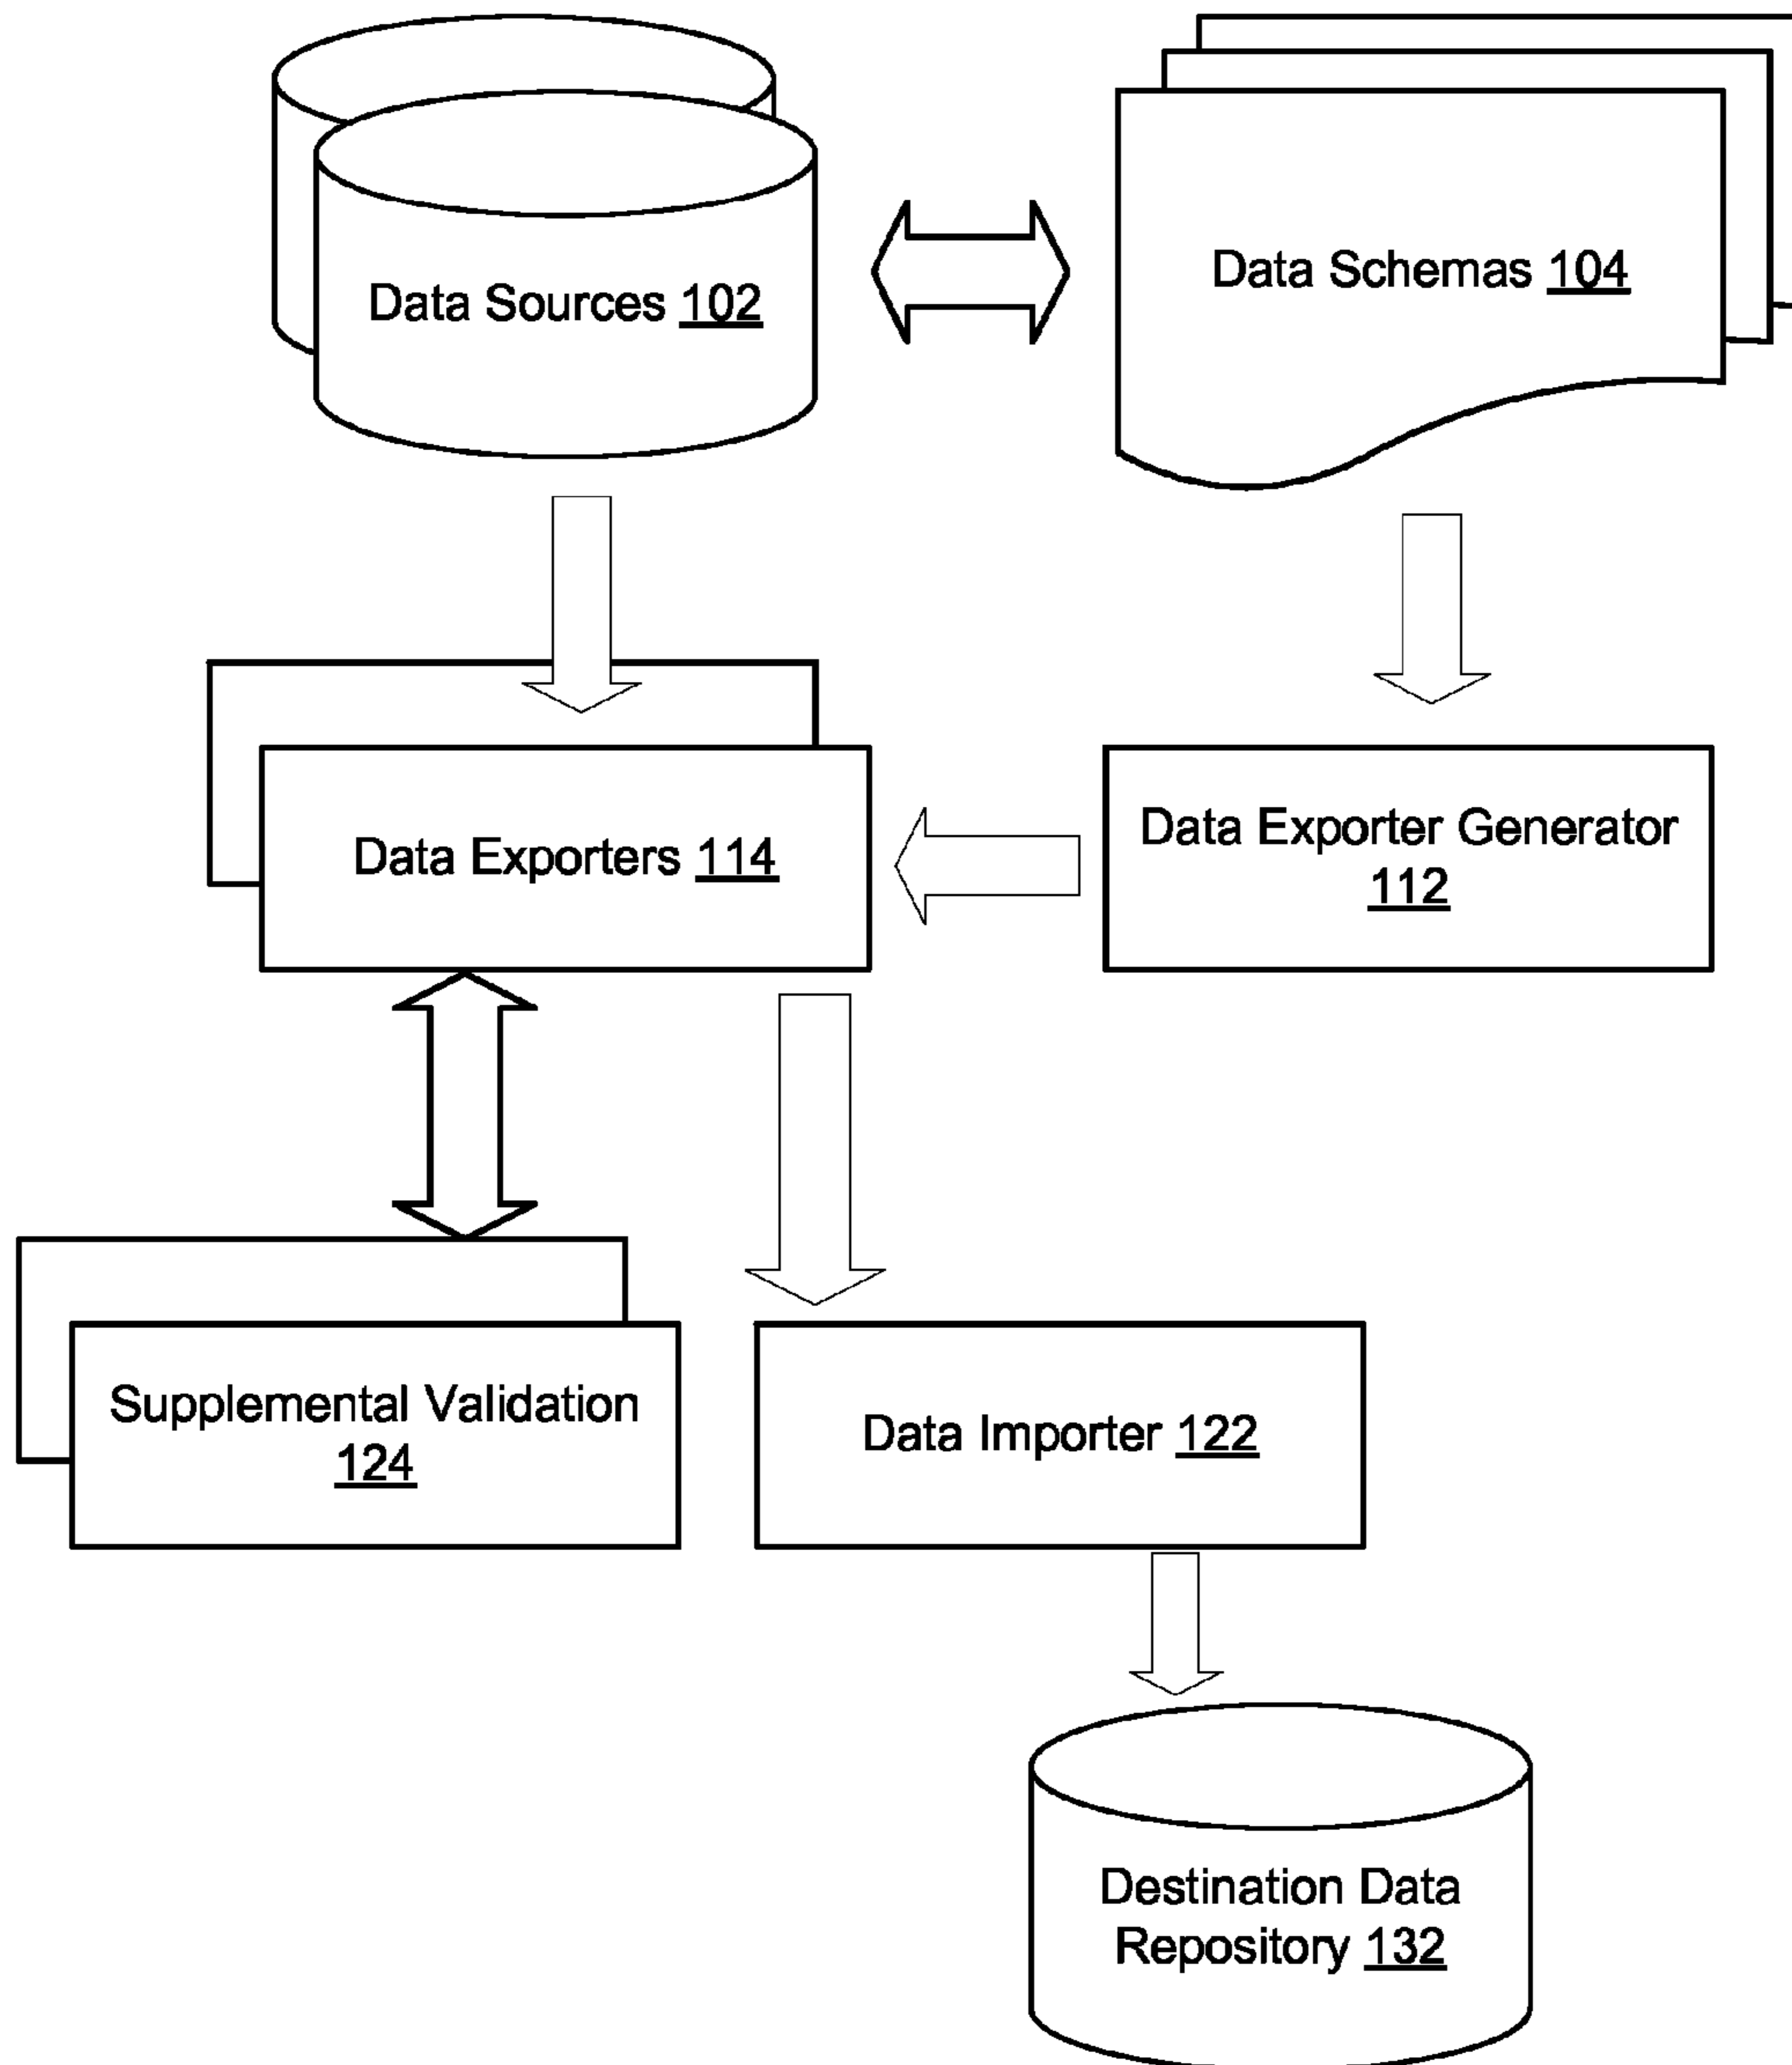 Data Sources 102
Data Schemas 104
Data Exporters 114
Data Exporter Generator
112
Supplemental Validation
124
Data Importer 122
Destination Data
Repository 132